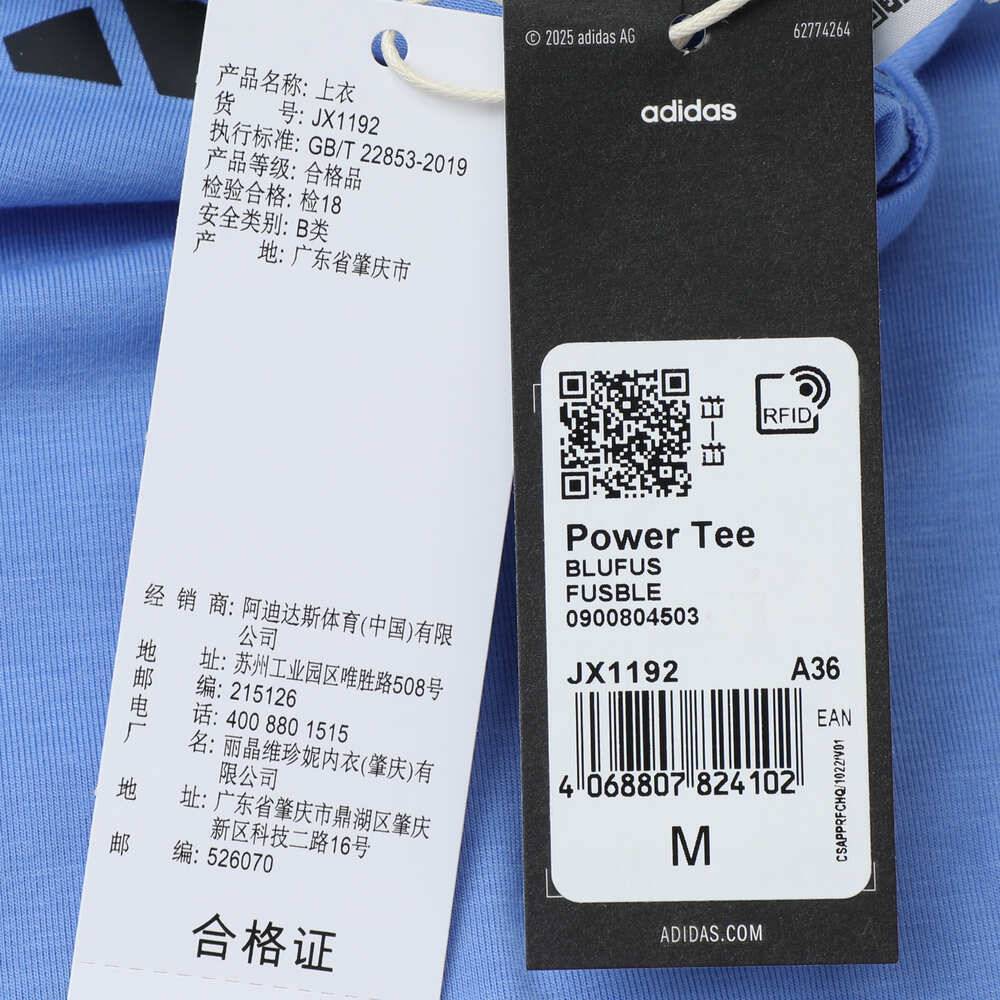 产品名称: 上衣
货 号: JX1192
执行标准: GB/T 22853-2019
产品等级: 合格品
检验合格: 检18
安全类别: B类
产 地: 广东省肇庆市
经 销 商: 阿迪达斯体育(中国)有限
公司
地 址: 苏州工业园区唯胜路508号
邮 编: 215126
电 话: 400 880 1515
厂 名: 丽晶维珍妮内衣(肇庆)有
限公司
地 址: 广东省肇庆市鼎湖区肇庆
新区科技二路16号
邮 编: 526070
合格证
© 2025 adidas AG
62774264
adidas
扫一扫
RFID
Power Tee
BLUFUS
FUSBLE
0900804503
JX1192 A36
EAN
4 068807 824102
CSAPPRFCHQ/1022/V01
M
ADIDAS.COM